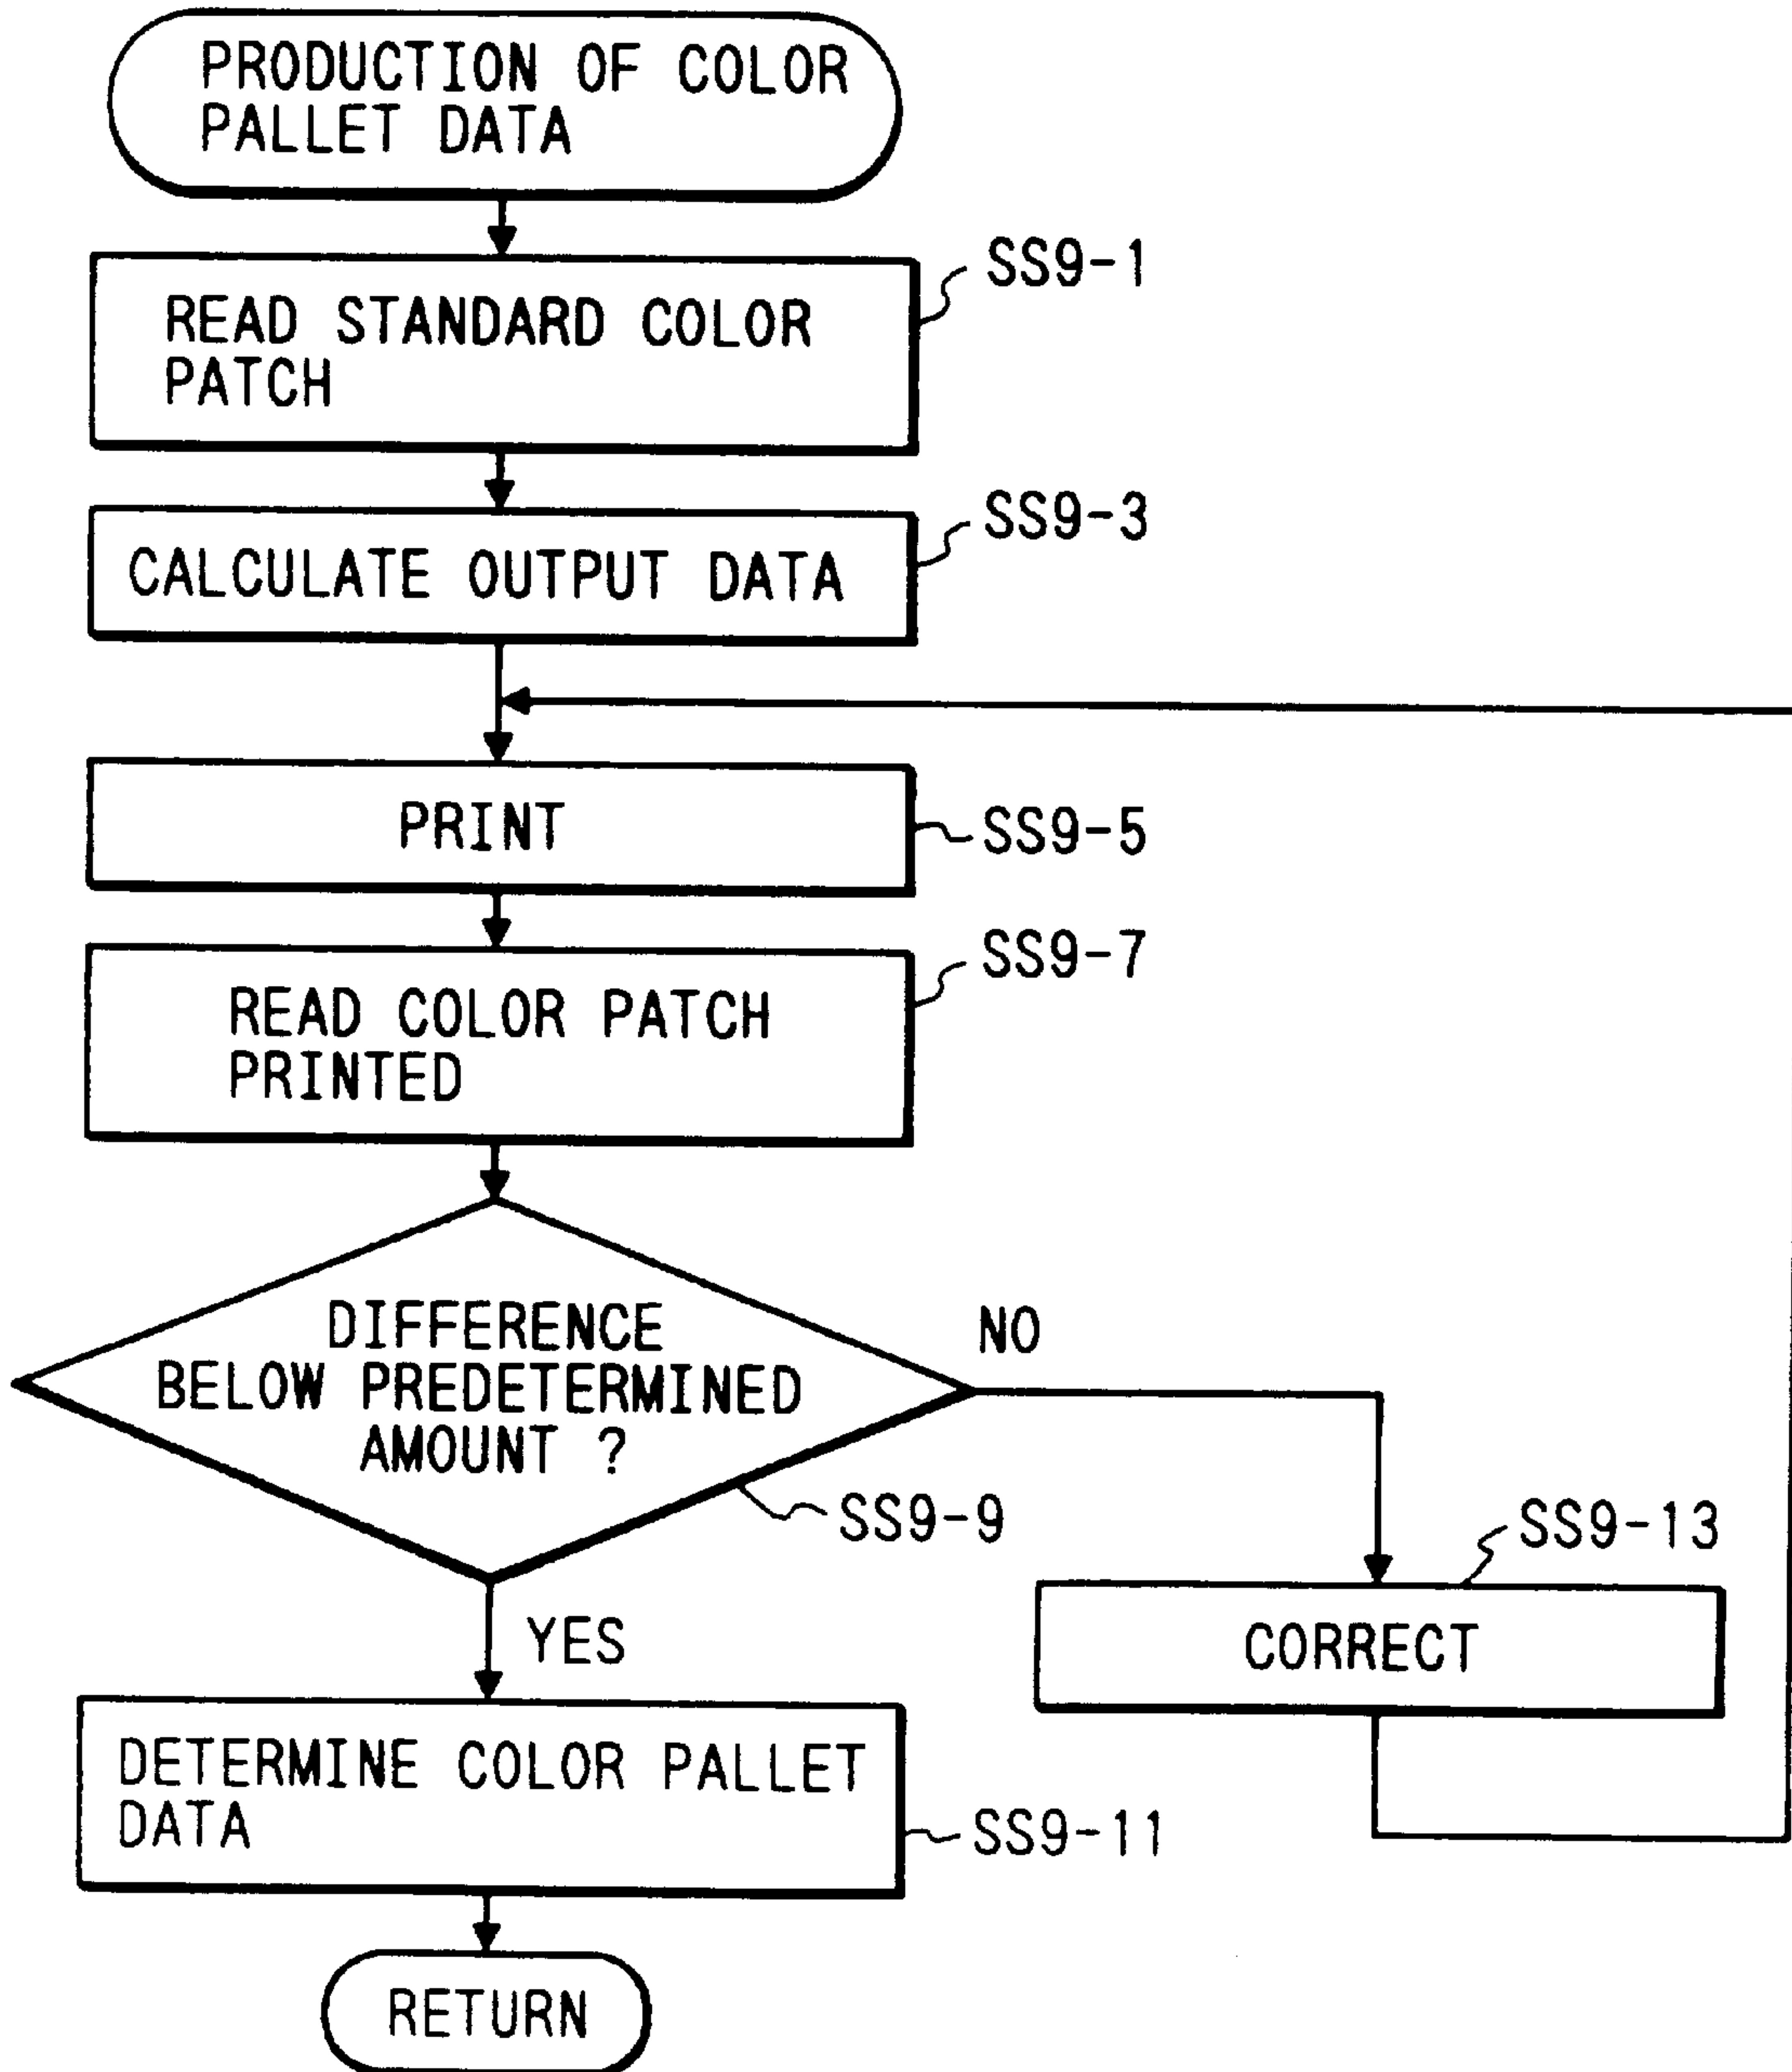 PRODUCTION OF COLOR
PALLET DATA
SS9-1
READ STANDARD COLOR
PATCH
SS9-3
CALCULATE OUTPUT DATA
PRINT
SS9-5
SS9-7
READ COLOR PATCH
PRINTED
DIFFERENCE
BELOW PREDETERMINED
AMOUNT ?
NO
SS9-9
SS9-13
CORRECT
YES
DETERMINE COLOR PALLET
DATA
SS9-11
RETURN